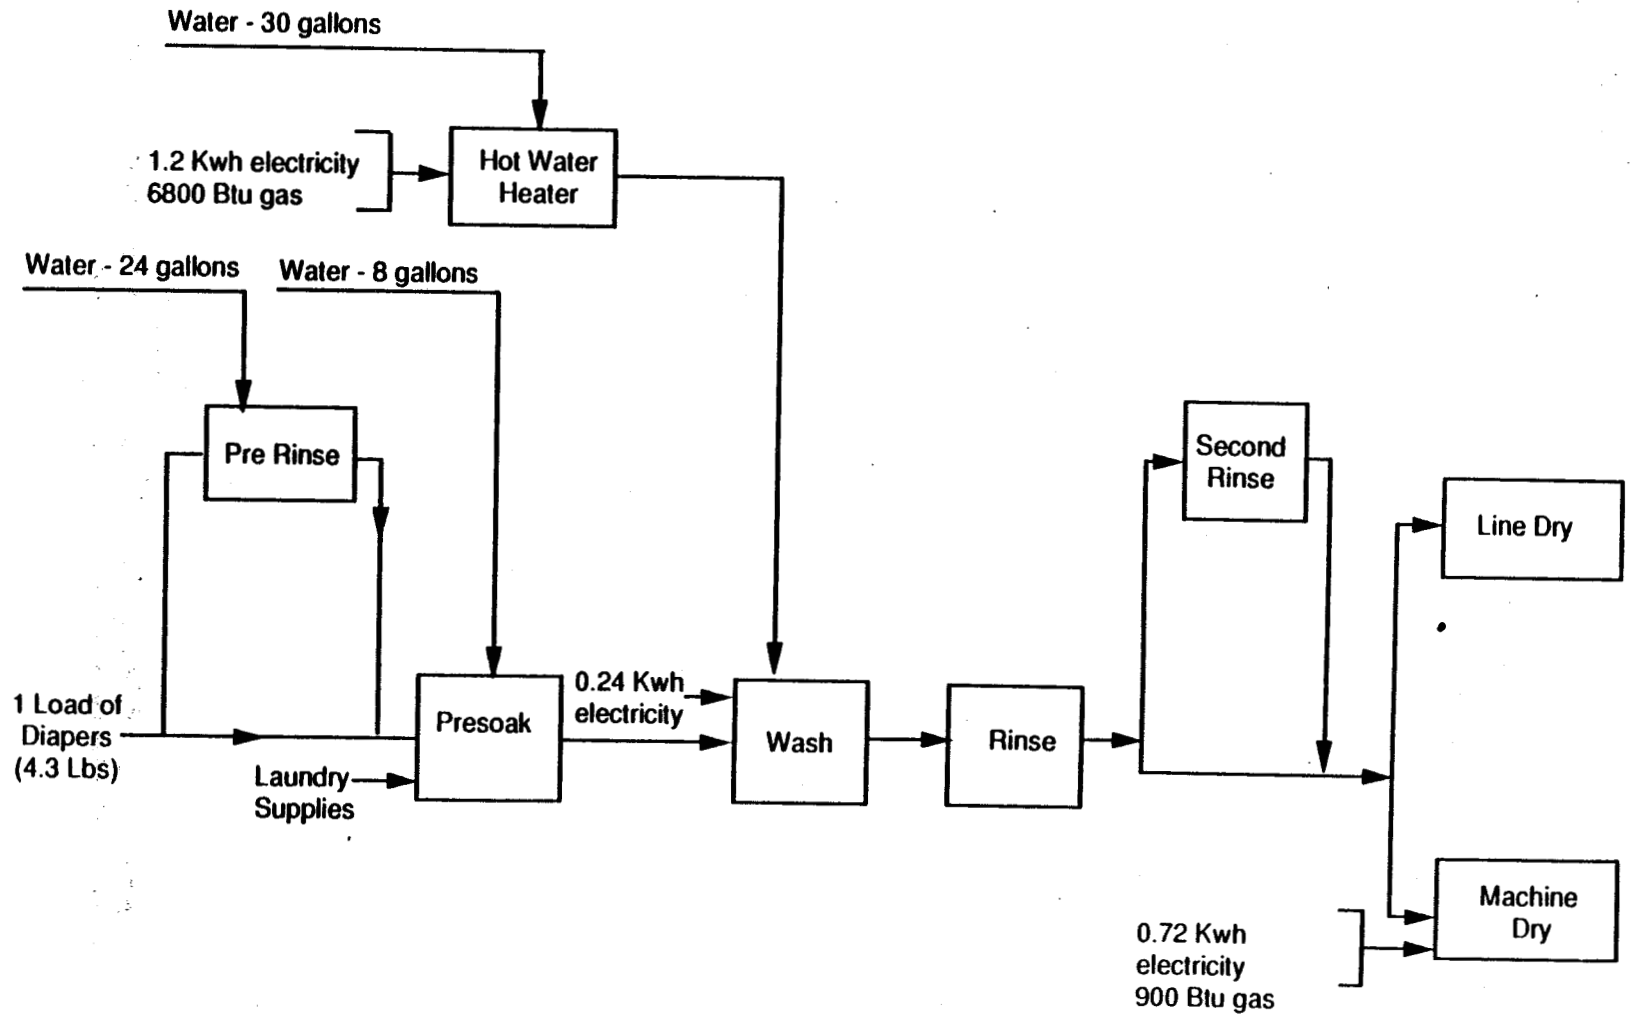 Water - 30 gallons
1.2 Kwh electricity
6800 Btu gas
Hot Water
Heater
Water - 24 gallons
Water - 8 gallons
Pre Rinse
Second
Rinse
Line Dry
1 Load of
Diapers
(4.3 Lbs)
Laundry
Supplies
Presoak
0.24 Kwh
electricity
Wash
Rinse
Machine
Dry
0.72 Kwh
electricity
900 Btu gas